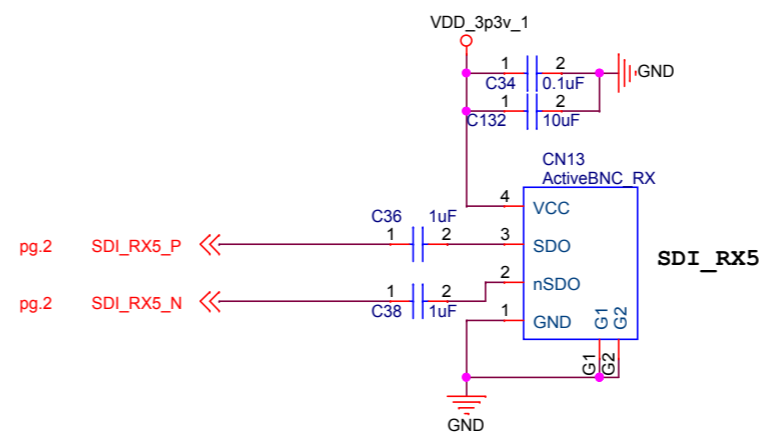 VDD_3p3v_1
1 2
C34 0.1uF
GND
1 2
C132 10uF
CN13
ActiveBNC_RX
4 VCC
C36 1uF
pg.2 SDI_RX5_P 1 2 3 SDO
SDI_RX5
2 nSDO
pg.2 SDI_RX5_N 1 2
C38 1uF
1 GND G1 G2
G1 G2
GND